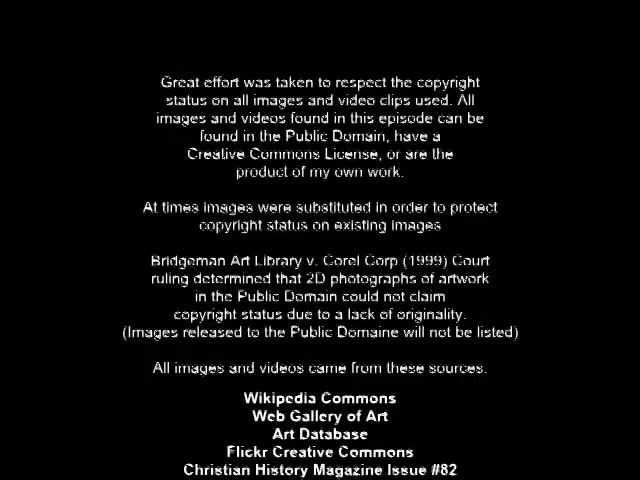 Great effort was taken to respect the copyright
status on all images and video clips used. All
images and videos found in this episode can be
found in the Public Domain, have a
Creative Commons License, or are the
product of my own work.
At times images were substituted in order to protect
copyright status on existing images
Bridgeman Art Library v. Corel Corp (1999) Court
ruling determined that 2D photographs of artwork
in the Public Domain could not claim
copyright status due to a lack of originality.
(Images released to the Public Domaine will not be listed)
All images and videos came from these sources.
Wikipedia Commons
Web Gallery of Art
Art Database
Flickr Creative Commons
Christian History Magazine Issue #82